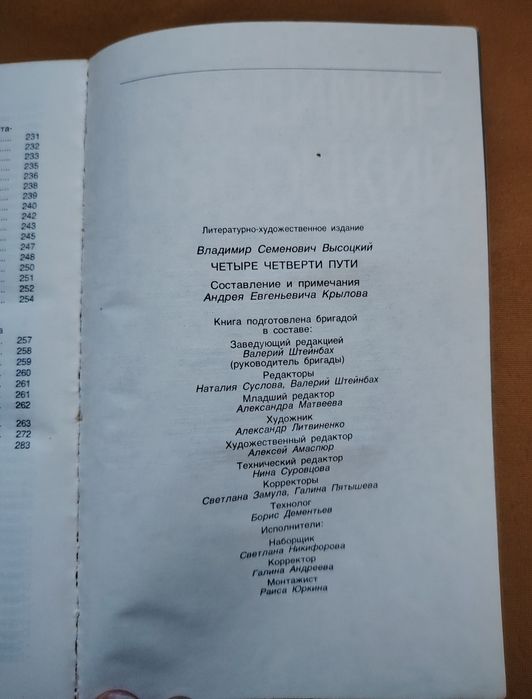 та-
231
232
233
235
236
238
239
240
242
243
245
247
248
250
251
252
254
а
257
258
259
260
261
261
262
263
272
283
Литературно-художественное издание
Владимир Семенович Высоцкий
ЧЕТЫРЕ ЧЕТВЕРТИ ПУТИ
Составление и примечания
Андрея Евгеньевича Крылова
Книга подготовлена бригадой
в составе:
Заведующий редакцией
Валерий Штейнбах
(руководитель бригады)
Редакторы
Наталия Суслова, Валерий Штейнбах
Младший редактор
Александра Матвеева
Художник
Александр Литвиненко
Художественный редактор
Алексей Амаспюр
Технический редактор
Нина Суровцова
Корректоры
Светлана Замула, Галина Пятышева
Технолог
Борис Дементьев
Исполнители:
Наборщик
Светлана Никифорова
Корректор
Галина Андреева
Монтажист
Раиса Юркина